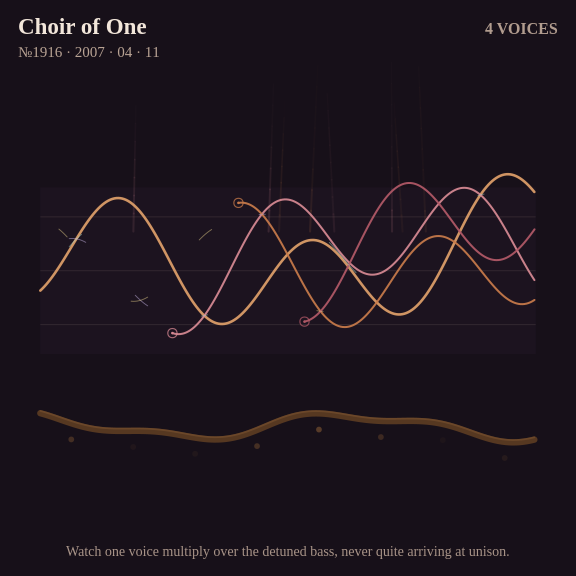 Choir of One
4 VOICES
№1916 · 2007 · 04 · 11
Watch one voice multiply over the detuned bass, never quite arriving at unison.